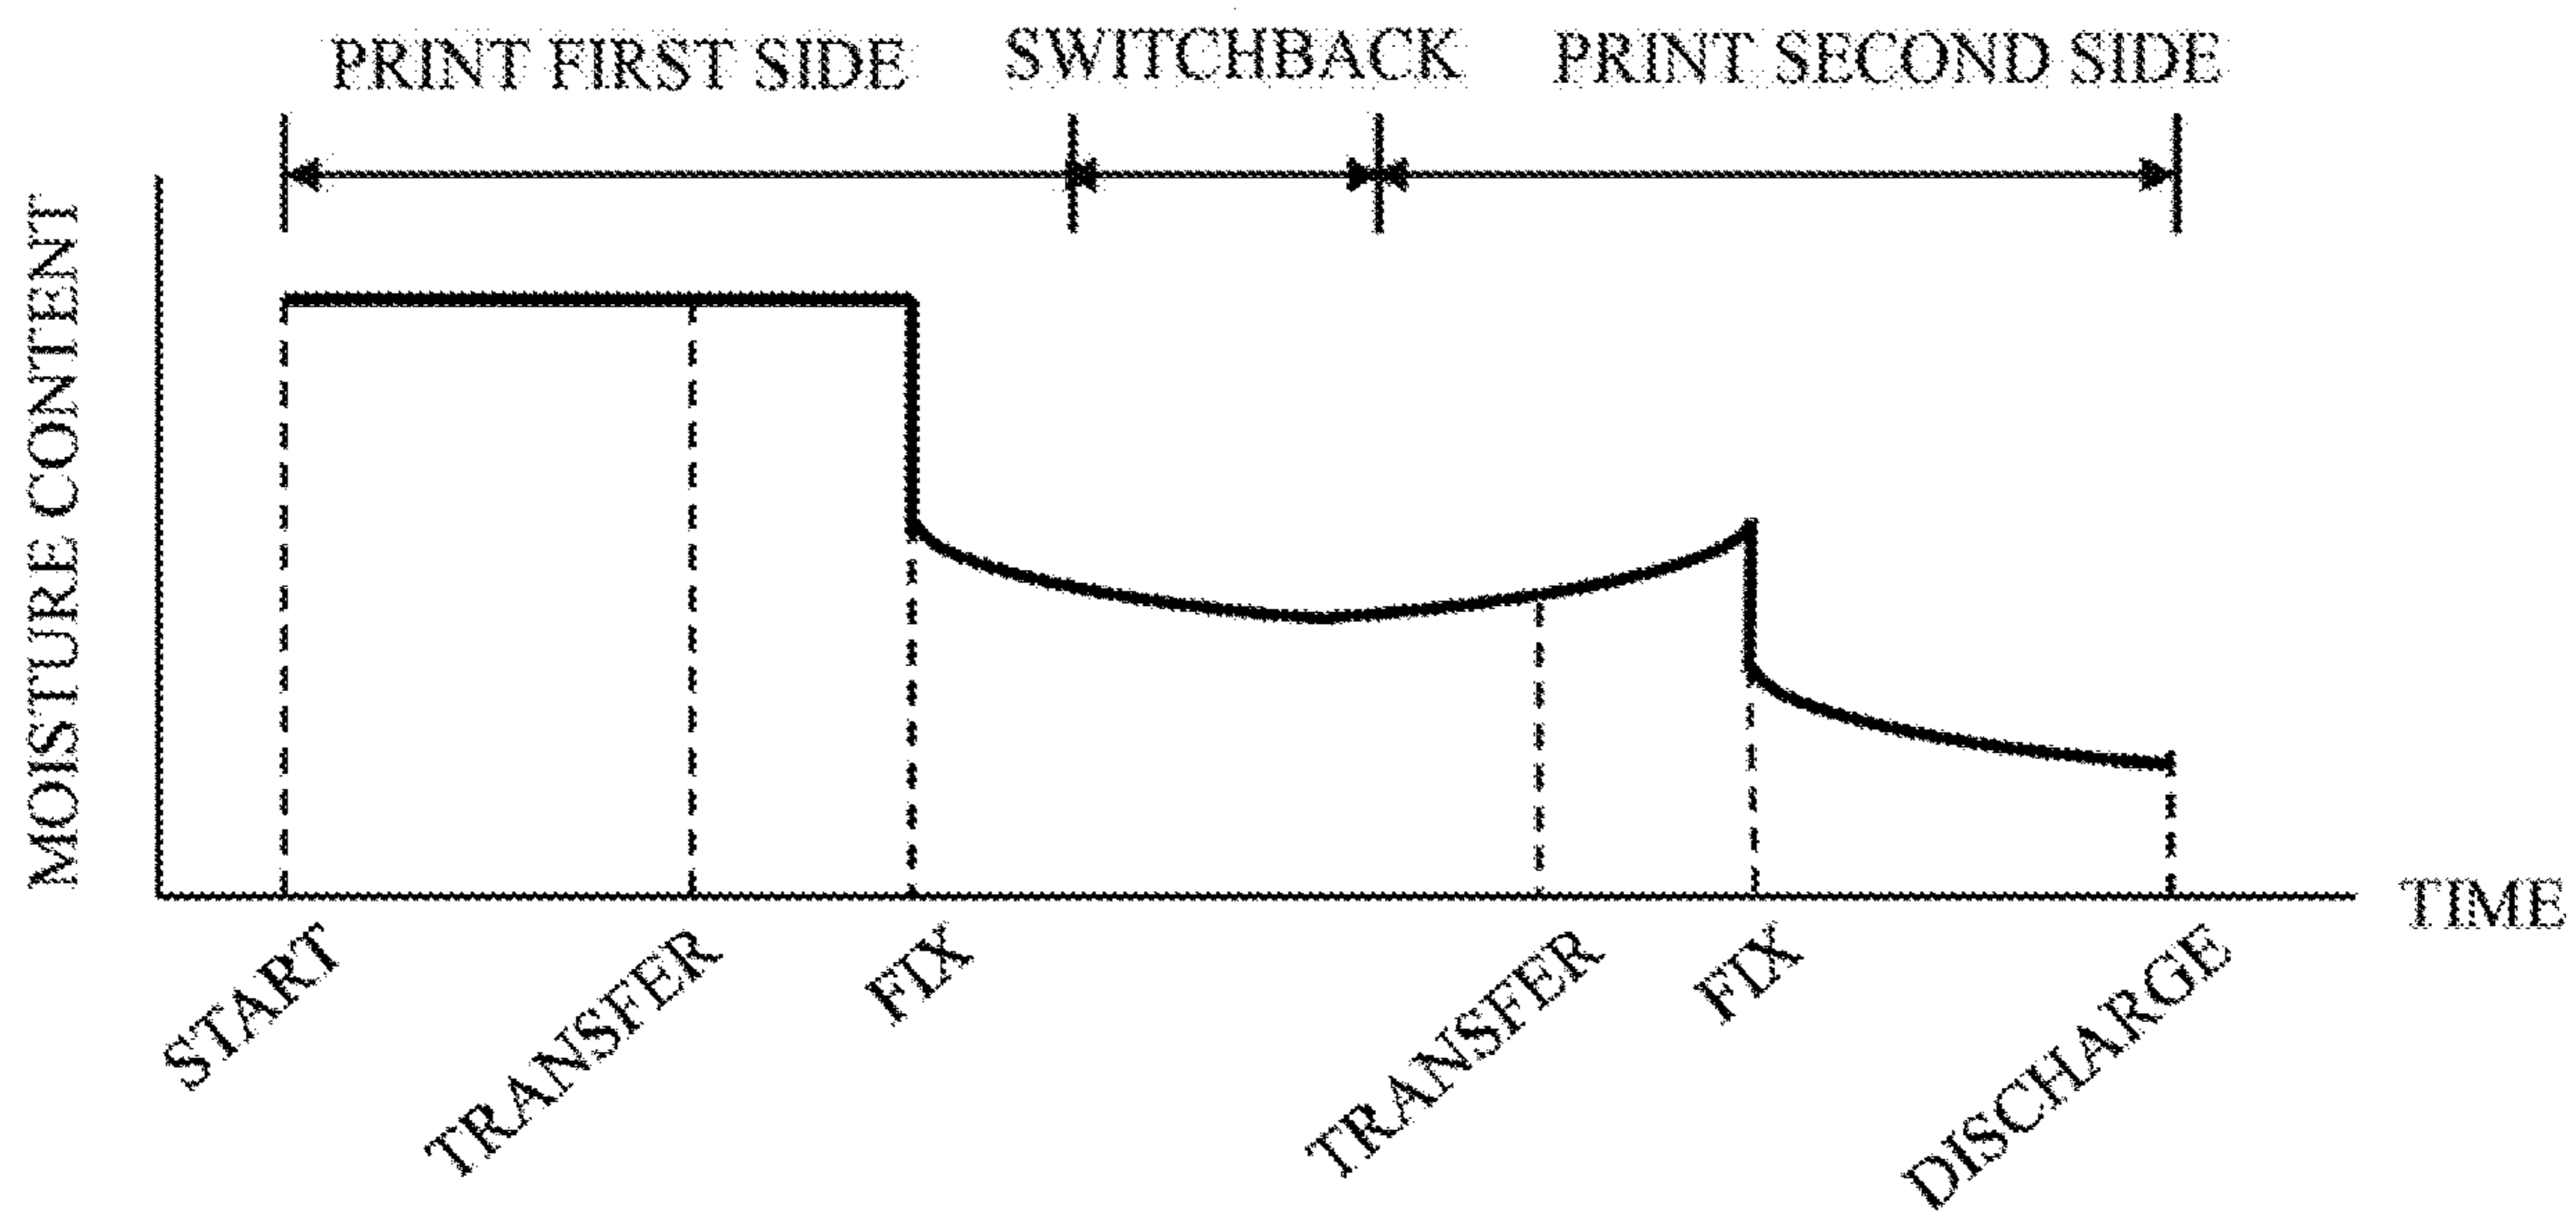 PRINT FIRST SIDE
SWITCHBACK
PRINT SECOND SIDE
MOISTURE CONTENT
TIME
START
TRANSFER
FIX
TRANSFER
FIX
DISCHARGE